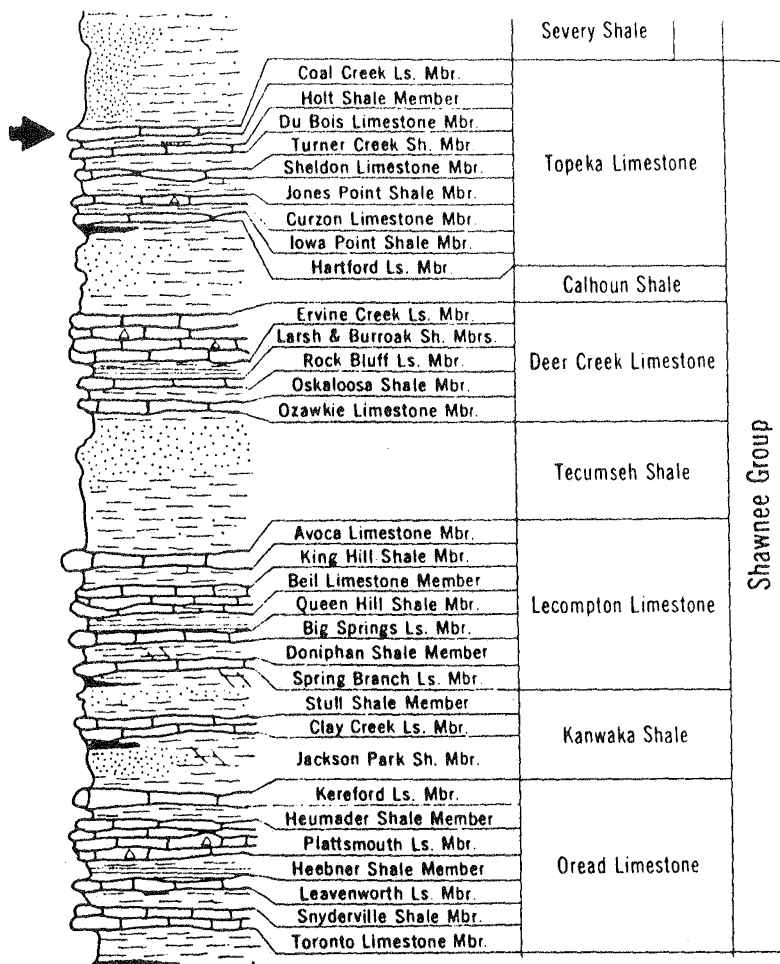 Severy Shale
Coal Creek Ls. Mbr.
Holt Shale Member
Du Bois Limestone Mbr.
Turner Creek Sh. Mbr.
Sheldon Limestone Mbr.
Jones Point Shale Mbr.
Curzon Limestone Mbr.
Iowa Point Shale Mbr.
Hartford Ls. Mbr.
Topeka Limestone
Calhoun Shale
Ervine Creek Ls. Mbr.
Larsh & Burroak Sh. Mbrs.
Rock Bluff Ls. Mbr.
Oskaloosa Shale Mbr.
Ozawkie Limestone Mbr.
Deer Creek Limestone
Tecumseh Shale
Avoca Limestone Mbr.
King Hill Shale Mbr.
Beil Limestone Member
Queen Hill Shale Mbr.
Big Springs Ls. Mbr.
Doniphan Shale Member
Spring Branch Ls. Mbr.
Lecompton Limestone
Stull Shale Member
Clay Creek Ls. Mbr.
Jackson Park Sh. Mbr.
Kanwaka Shale
Kereford Ls. Mbr.
Heumader Shale Member
Plattsmouth Ls. Mbr.
Heebner Shale Member
Leavenworth Ls. Mbr.
Snyderville Shale Mbr.
Toronto Limestone Mbr.
Oread Limestone
Shawnee Group